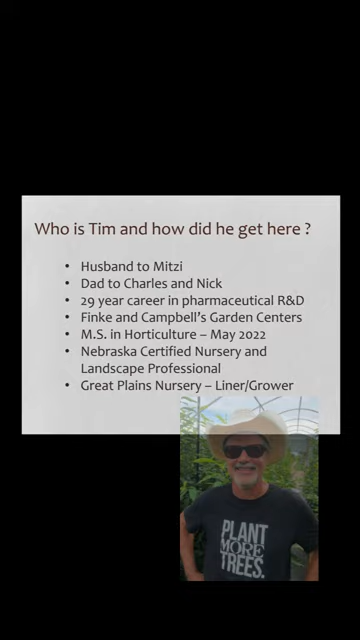 Who is Tim and how did he get here ?
• Husband to Mitzi
• Dad to Charles and Nick
• 29 year career in pharmaceutical R&D
• Finke and Campbell's Garden Centers
• M.S. in Horticulture – May 2022
• Nebraska Certified Nursery and
Landscape Professional
• Great Plains Nursery – Liner/Grower
PLANT
MORE
TREES.